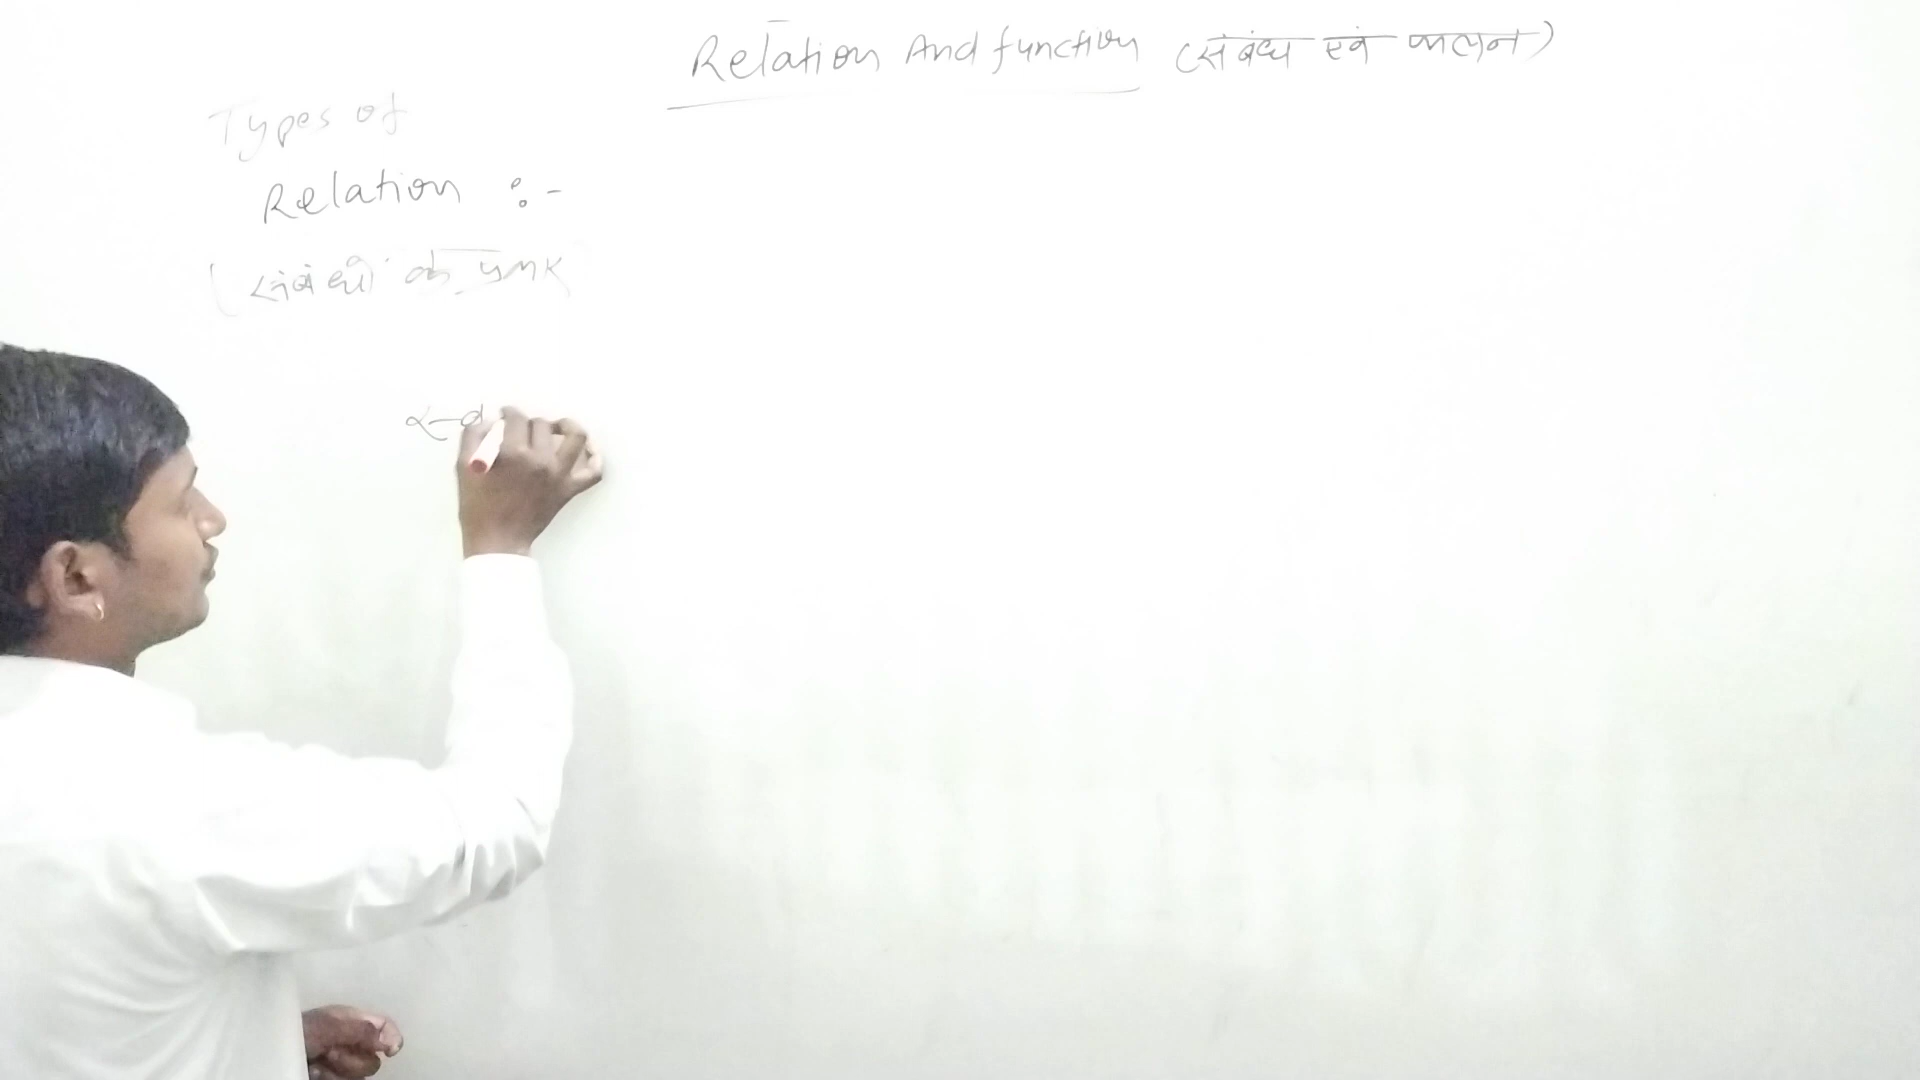 Relation And function (संबंध एवं फलन)
Types of
Relation :-
(संबंधों के प्रकार